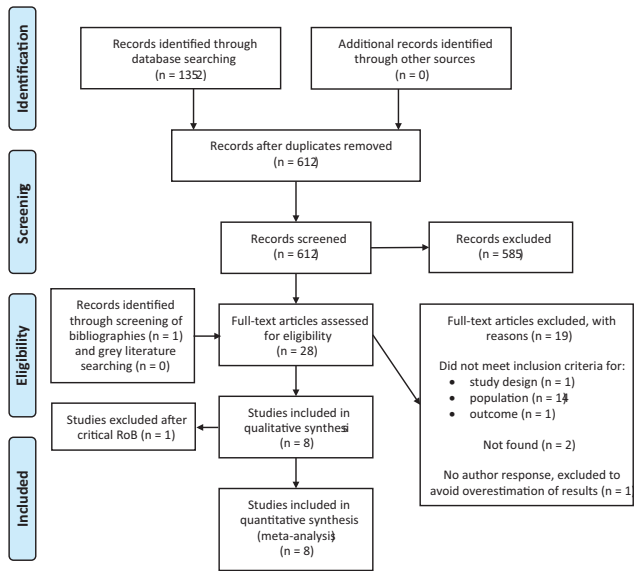 Identification
Records identified through
database searching
(n = 1352)
Additional records identified
through other sources
(n = 0)
Records after duplicates removed
(n = 612)
Screening
Records screened
(n = 612)
Records excluded
(n = 585)
Eligibility
Records identified
through screening of
bibliographies (n = 1)
and grey literature
searching (n = 0)
Full-text articles assessed
for eligibility
(n = 28)
Full-text articles excluded, with
reasons (n = 19)
Did not meet inclusion criteria for:
• study design (n = 1)
• population (n = 14)
• outcome (n = 1)
Not found (n = 2)
No author response, excluded to
avoid overestimation of results (n = 1)
Studies excluded after
critical RoB (n = 1)
Studies included in
qualitative synthesis
(n = 8)
Included
Studies included in
quantitative synthesis
(meta-analysis)
(n = 8)